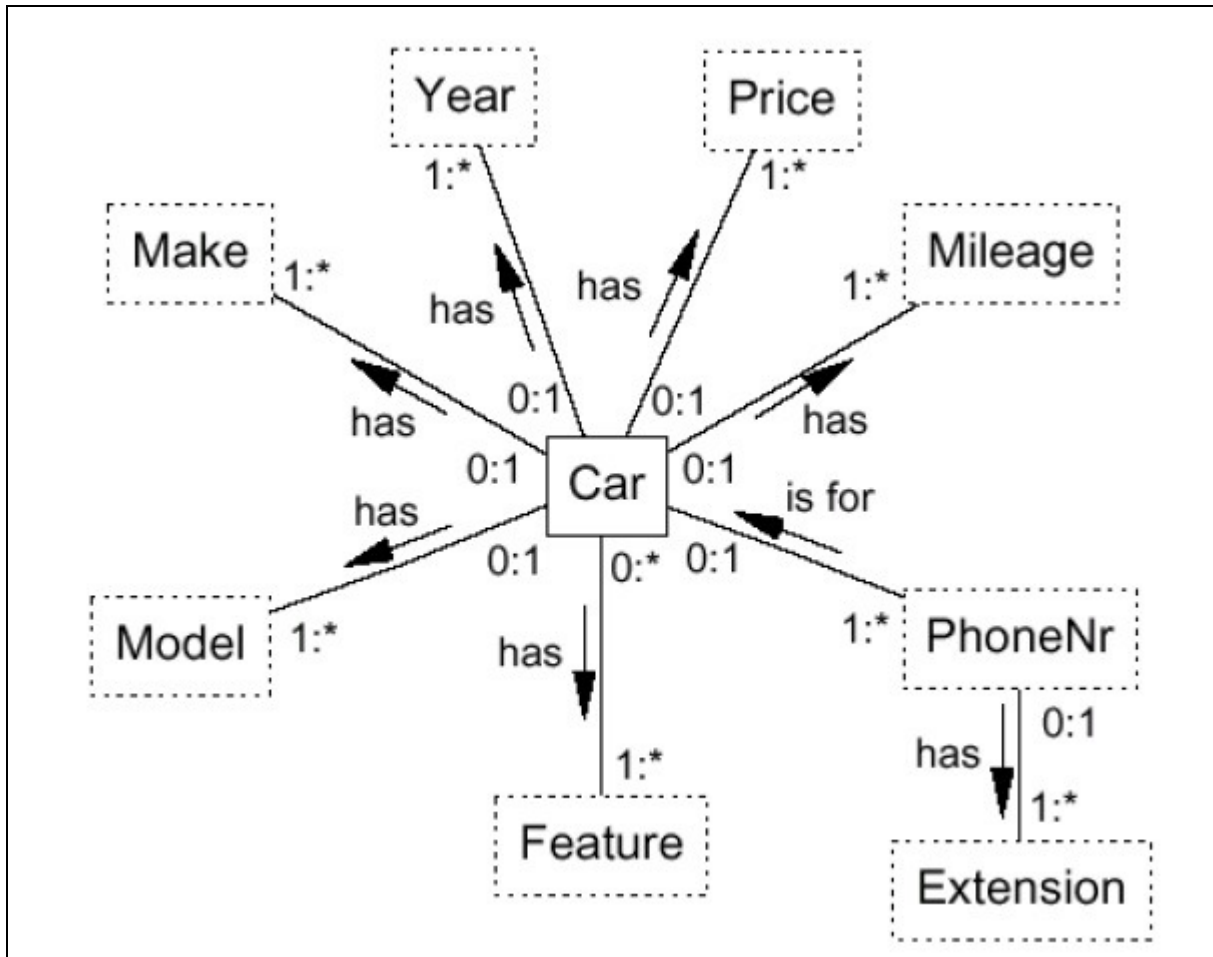 Year
Price
1:*
1:*
Make
Mileage
1:*
1:*
has
has
has
has
0:1
0:1
0:1
0:1
Car
is for
has
0:1
0:*
0:1
Model
1:*
PhoneNr
1:*
has
0:1
has
1:*
1:*
Feature
Extension